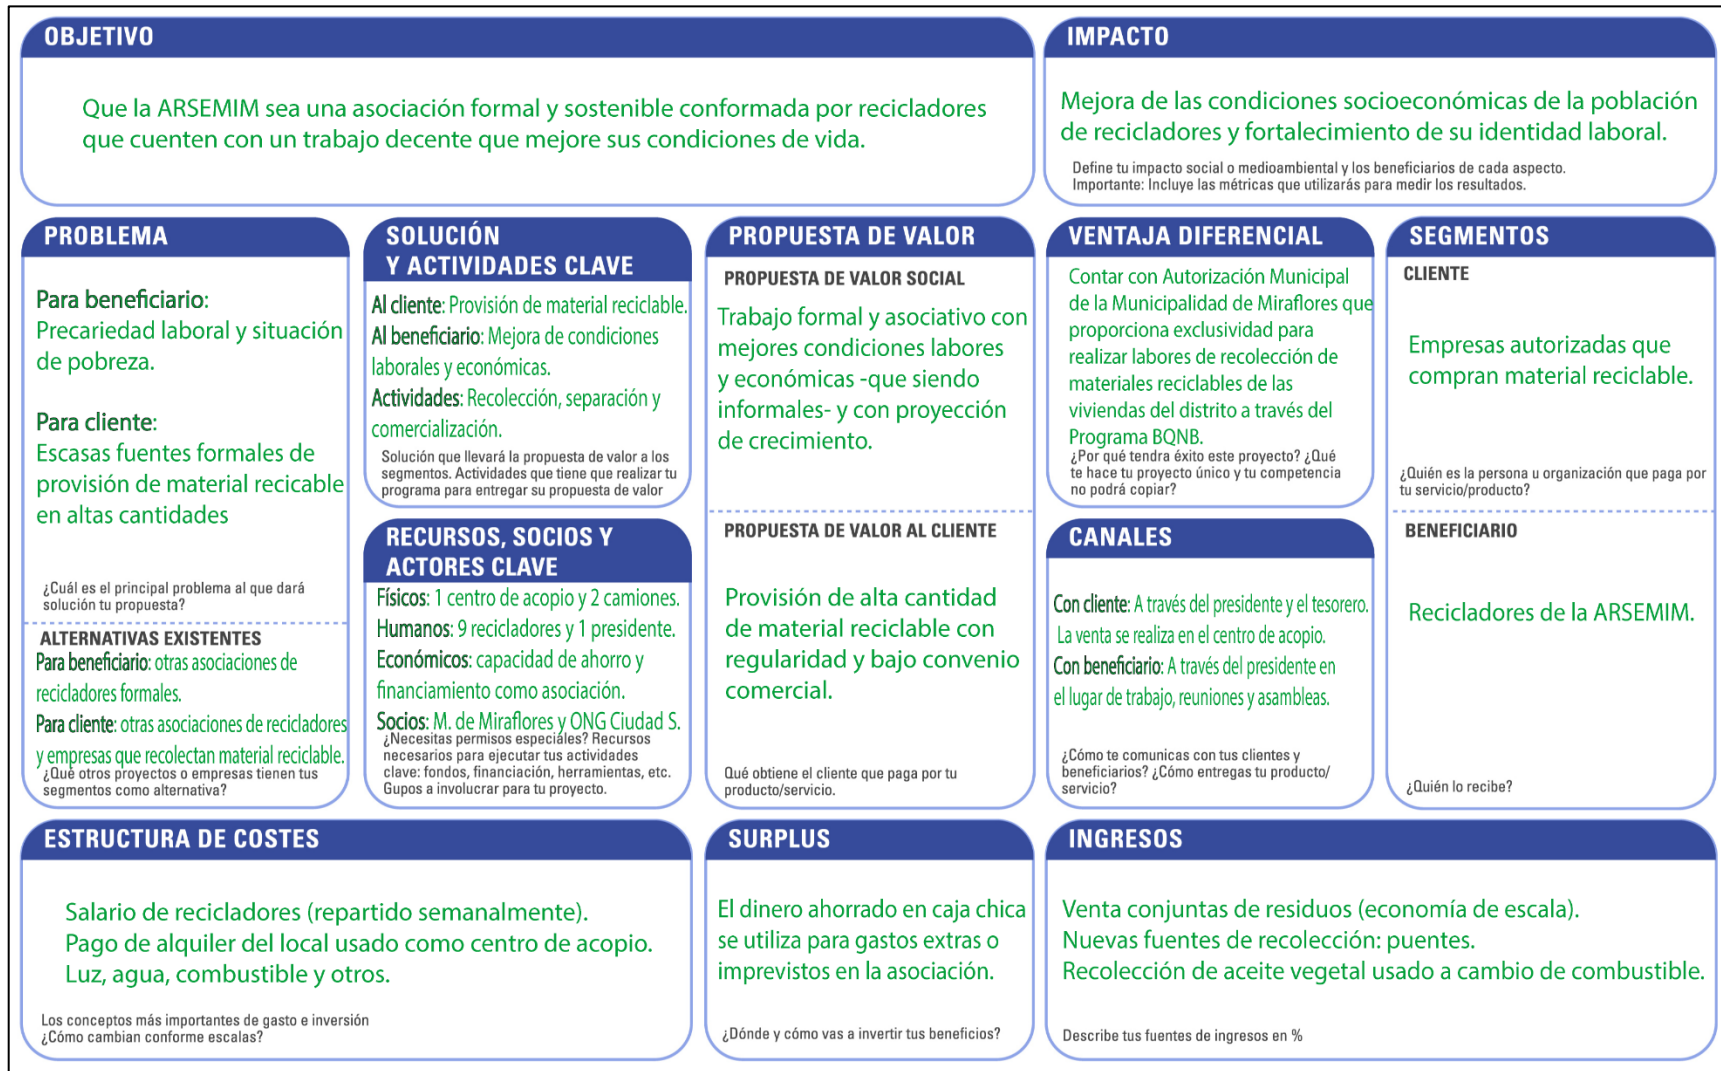 OBJETIVO
Que la ARSEMIM sea una asociación formal y sostenible conformada por recicladores
que cuenten con un trabajo decente que mejore sus condiciones de vida.
IMPACTO
Mejora de las condiciones socioeconómicas de la población
de recicladores y fortalecimiento de su identidad laboral.
Define tu impacto social o medioambiental y los beneficiarios de cada aspecto.
Importante: Incluye las métricas que utilizarás para medir los resultados.
PROBLEMA
Para beneficiario:
Precariedad laboral y situación
de pobreza.
Para cliente:
Escasas fuentes formales de
provisión de material recicable
en altas cantidades
¿Cuál es el principal problema al que dará
solución tu propuesta?
ALTERNATIVAS EXISTENTES
Para beneficiario: otras asociaciones de
recicladores formales.
Para cliente: otras asociaciones de recicladores
y empresas que recolectan material reciclable.
¿Qué otros proyectos o empresas tienen tus
segmentos como alternativa?
SOLUCIÓN
Y ACTIVIDADES CLAVE
Al cliente: Provisión de material reciclable.
Al beneficiario: Mejora de condiciones
laborales y económicas.
Actividades: Recolección, separación y
comercialización.
Solución que llevará la propuesta de valor a los
segmentos. Actividades que tiene que realizar tu
programa para entregar su propuesta de valor
RECURSOS, SOCIOS Y
ACTORES CLAVE
Físicos: 1 centro de acopio y 2 camiones.
Humanos: 9 recicladores y 1 presidente.
Económicos: capacidad de ahorro y
financiamiento como asociación.
Socios: M. de Miraflores y ONG Ciudad S.
¿Necesitas permisos especiáles? Recursos
necesarios para ejecutar tus actividades
clave: fondos, financiación, herramientas, etc.
Gupos a involucrar para tu proyecto.
PROPUESTA DE VALOR
PROPUESTA DE VALOR SOCIAL
Trabajo formal y asociativo con
mejores condiciones labores
y económicas -que siendo
informales- y con proyección
de crecimiento.
PROPUESTA DE VALOR AL CLIENTE
Provisión de alta cantidad
de material reciclable con
regularidad y bajo convenio
comercial.
Qué obtiene el cliente que paga por tu
producto/servicio.
VENTAJA DIFERENCIAL
Contar con Autorización Municipal
de la Municipalidad de Miraflores que
proporciona exclusividad para
realizar labores de recolección de
materiales reciclables de las
viviendas del distrito a través del
Programa BQNB.
¿Por qué tendra éxito este proyecto? ¿Qué
te hace tu proyecto único y tu competencia
no podrá copiar?
CANALES
Con cliente: A través del presidente y el tesorero.
La venta se realiza en el centro de acopio.
Con beneficiario: A través del presidente en
el lugar de trabajo, reuniones y asambleas.
¿Cómo te comunicas con tus clientes y
beneficiarios? ¿Cómo entregas tu producto/
servicio?
SEGMENTOS
CLIENTE
Empresas autorizadas que
compran material reciclable.
¿Quién es la persona u organización que paga por
tu servicio/producto?
BENEFICIARIO
Recicladores de la ARSEMIM.
¿Quién lo recibe?
ESTRUCTURA DE COSTES
Salario de recicladores (repartido semanalmente).
Pago de alquiler del local usado como centro de acopio.
Luz, agua, combustible y otros.
Los conceptos más importantes de gasto e inversión
¿Cómo cambian conforme escalas?
SURPLUS
El dinero ahorrado en caja chica
se utiliza para gastos extras o
imprevistos en la asociación.
¿Dónde y cómo vas a invertir tus beneficios?
INGRESOS
Venta conjuntas de residuos (economía de escala).
Nuevas fuentes de recolección: puentes.
Recolección de aceite vegetal usado a cambio de combustible.
Describe tus fuentes de ingresos en %